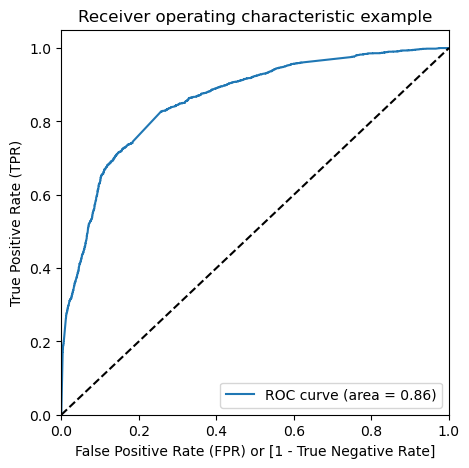 Receiver operating characteristic example
True Positive Rate (TPR)
1.0
0.8
0.6
0.4
0.2
0.0
ROC curve (area = 0.86)
0.0 0.2 0.4 0.6 0.8 1.0
False Positive Rate (FPR) or [1 - True Negative Rate]